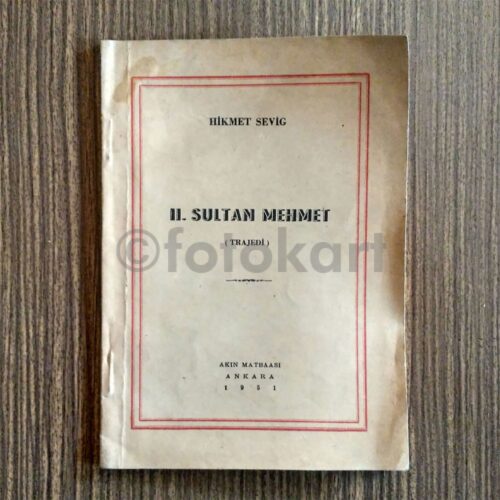 HİKMET SEVİG
II. SULTAN MEHMET
( TRAJEDİ )
©fotokart
AKIN MATBAASI
ANKARA
1951